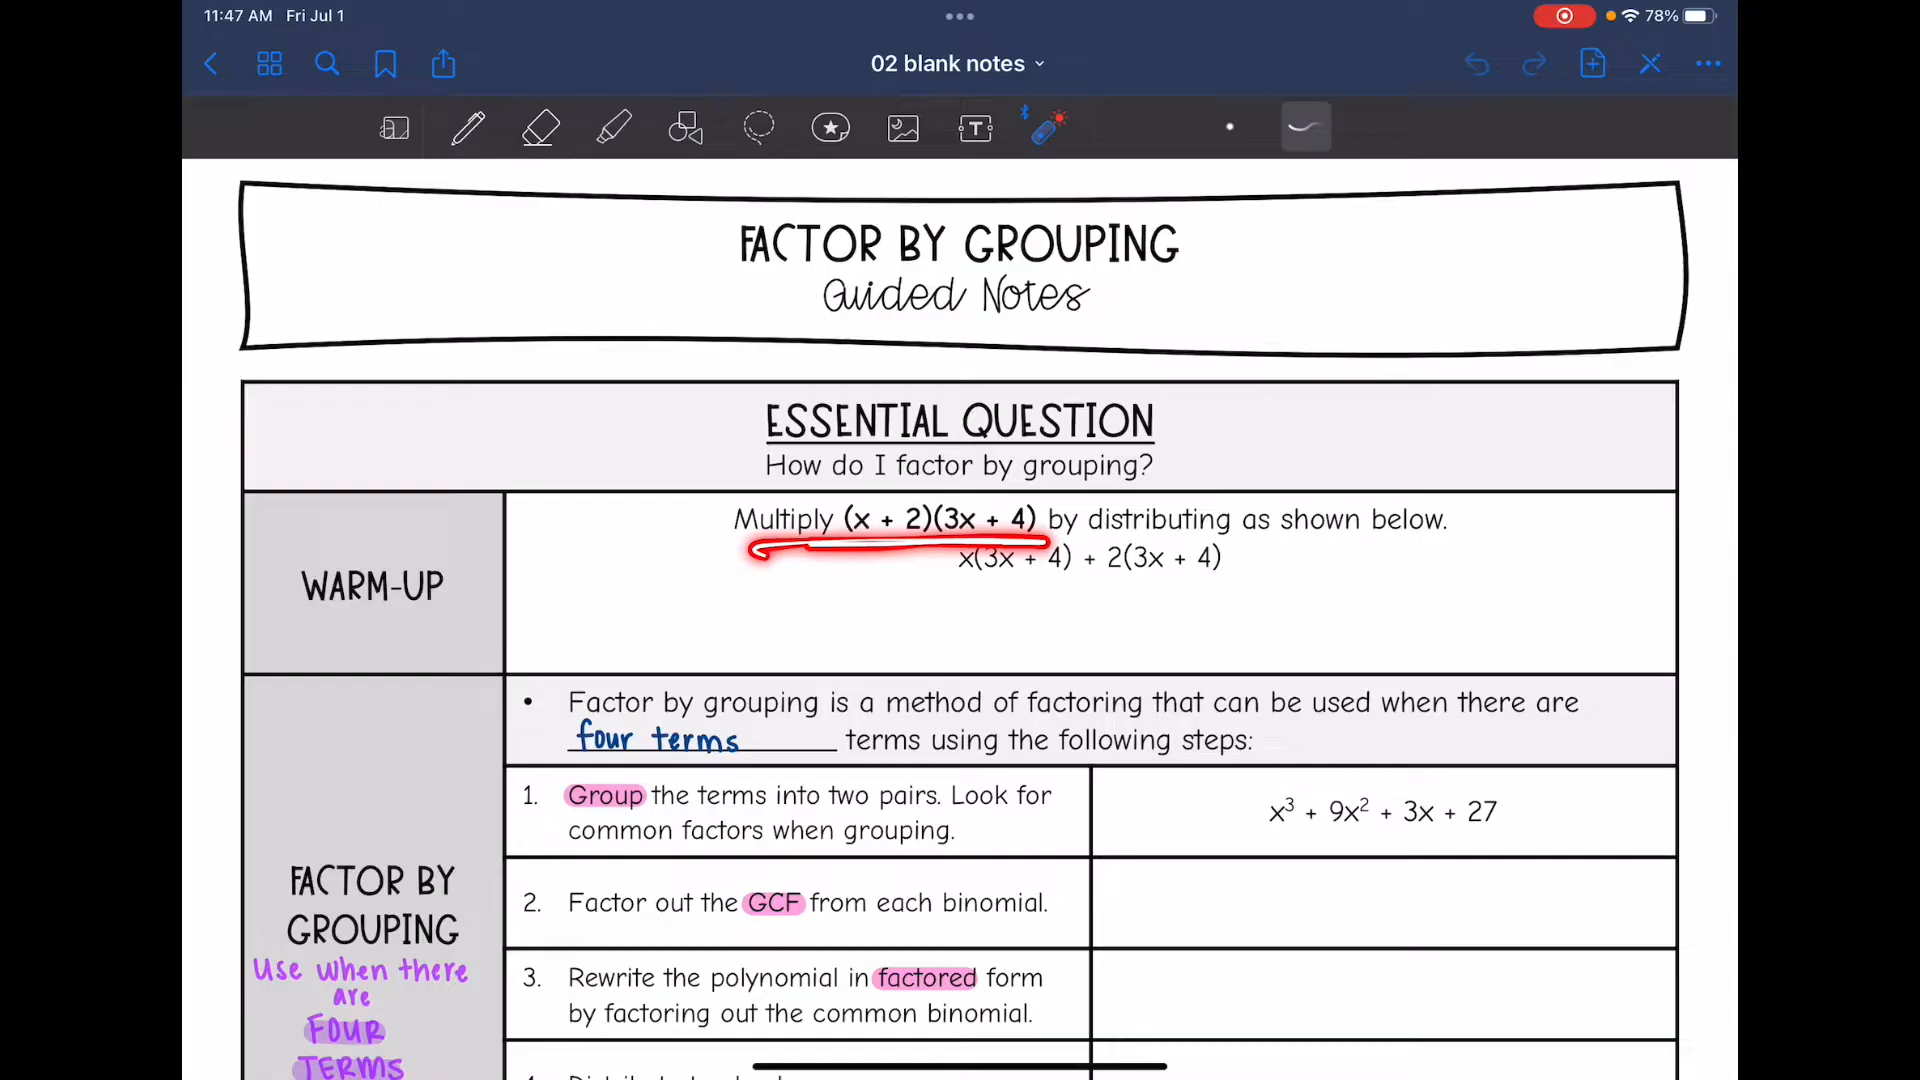 11:47 AM Fri Jul 1
78%
02 blank notes
T
FACTOR BY GROUPING
Guided Notes
ESSENTIAL QUESTION
How do I factor by grouping?
WARM-UP
Multiply (x + 2)(3x + 4) by distributing as shown below.
x(3x + 4) + 2(3x + 4)
FACTOR BY
GROUPING
Use when there
are
FOUR
TERMS
• Factor by grouping is a method of factoring that can be used when there are
four terms terms using the following steps:
1. Group the terms into two pairs. Look for
common factors when grouping.
x³ + 9x² + 3x + 27
2. Factor out the GCF from each binomial.
3. Rewrite the polynomial in factored form
by factoring out the common binomial.